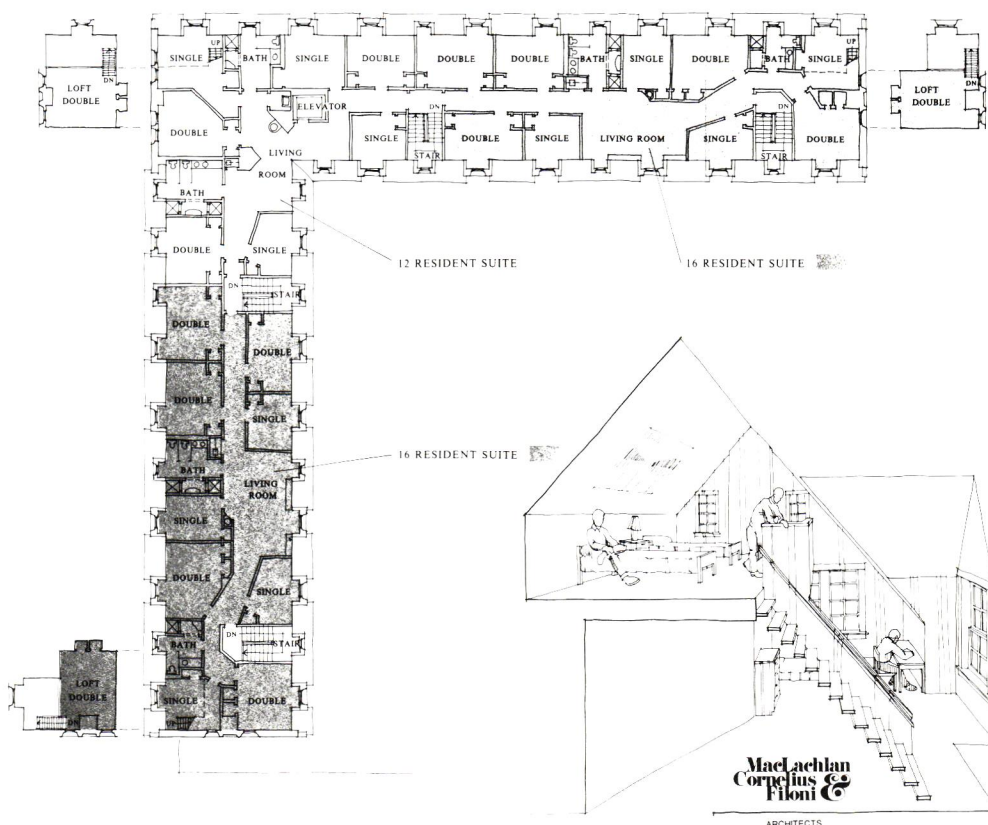 UP
SINGLE
BATH
SINGLE
DOUBLE
DOUBLE
DOUBLE
BATH
SINGLE
DOUBLE
BATH
SINGLE
UP
LOFT
DOUBLE
DN
DN
LOFT
DOUBLE
DOUBLE
ELEVATOR
LIVING
ROOM
SINGLE
DN
STAIR
DOUBLE
SINGLE
LIVING ROOM
SINGLE
DN
STAIR
DOUBLE
BATH
DOUBLE
SINGLE
12 RESIDENT SUITE
16 RESIDENT SUITE
DN
STAIR
DOUBLE
DOUBLE
DOUBLE
SINGLE
BATH
LIVING
ROOM
16 RESIDENT SUITE
SINGLE
DOUBLE
SINGLE
BATH
DN
STAIR
SINGLE
UP
DOUBLE
LOFT
DOUBLE
DN
MacLachlan
Cornelius &
Filoni
ARCHITECTS